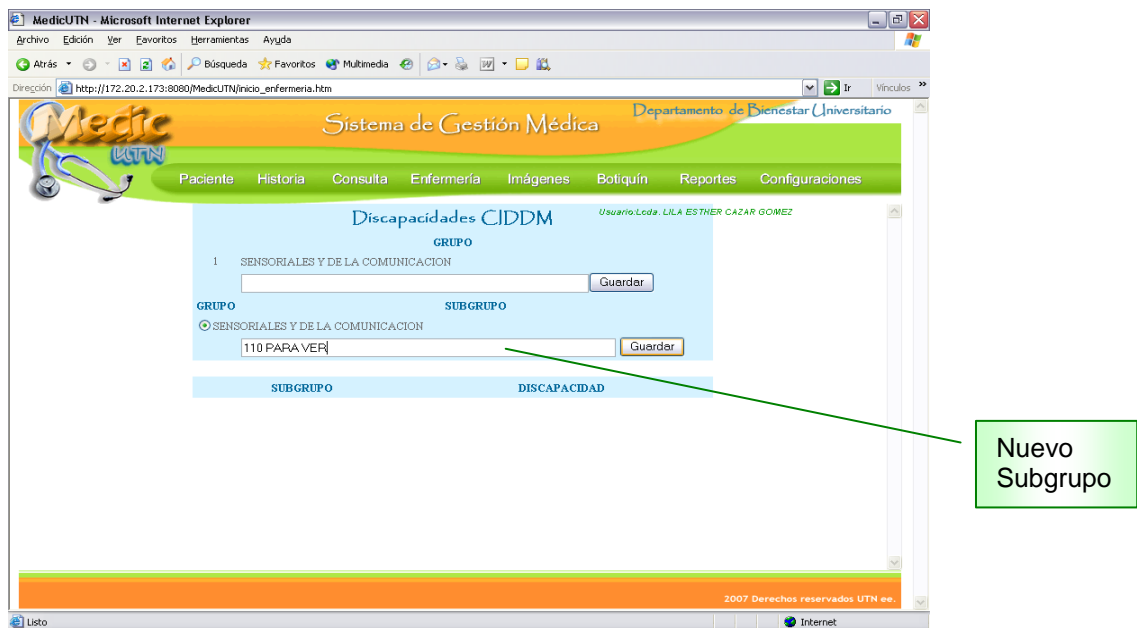 MedicUTN - Microsoft Internet Explorer
Archivo Edición Ver Favoritos Herramientas Ayuda
Atrás Búsqueda Favoritos Multimedia
Dirección http://172.20.2.173:8080/MedicUTN/inicio_enfermeria.htm Ir Vínculos »
Departamento de Bienestar Universitario
Medic
UTN
Sistema de Gestión Médica
Paciente Historia Consulta Enfermería Imágenes Botiquín Reportes Configuraciones
Discapacidades CIDDM
Usuario:Lcda. LILA ESTHER CAZAR GOMEZ
GRUPO
1 SENSORIALES Y DE LA COMUNICACION
Guardar
GRUPO SUBGRUPO
SENSORIALES Y DE LA COMUNICACION
110 PARA VER Guardar
SUBGRUPO DISCAPACIDAD
Nuevo
Subgrupo
2007 Derechos reservados UTN ee.
Listo Internet